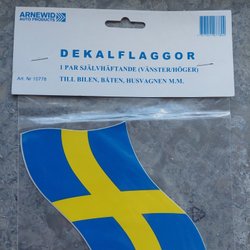 ARNEWID
AUTO PRODUCTS
DEKALFLAGGOR
1 PAR SJÄLVHÄFTANDE (VÄNSTER/HÖGER)
Art. Nr 10778
TILL BILEN, BÅTEN, HUSVAGNEN M.M.